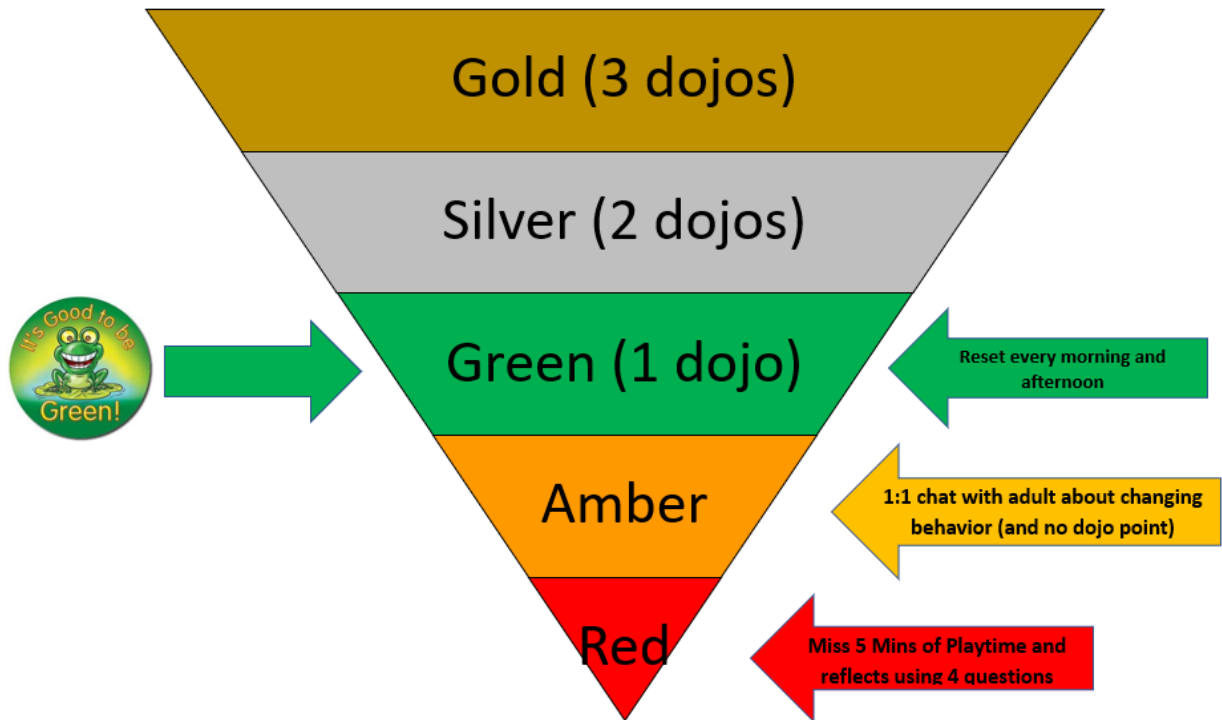 Gold (3 dojos)
Silver (2 dojos)
It's Good to be
Green!
Green (1 dojo)
Reset every morning and
afternoon
Amber
1:1 chat with adult about changing
behavior (and no dojo point)
Red
Miss 5 Mins of Playtime and
reflects using 4 questions